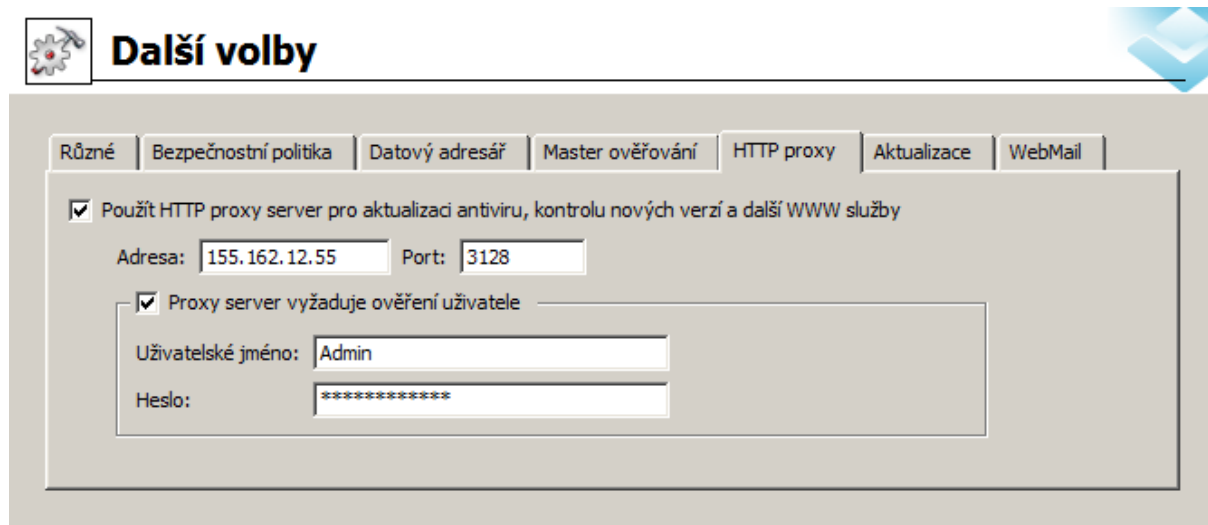 Další volby
Různé Bezpečnostní politika Datový adresář Master ověřování HTTP proxy Aktualizace WebMail
Použít HTTP proxy server pro aktualizaci antiviru, kontrolu nových verzí a další WWW služby
Adresa: 155.162.12.55 Port: 3128
Proxy server vyžaduje ověření uživatele
Uživatelské jméno: Admin
Heslo: *************